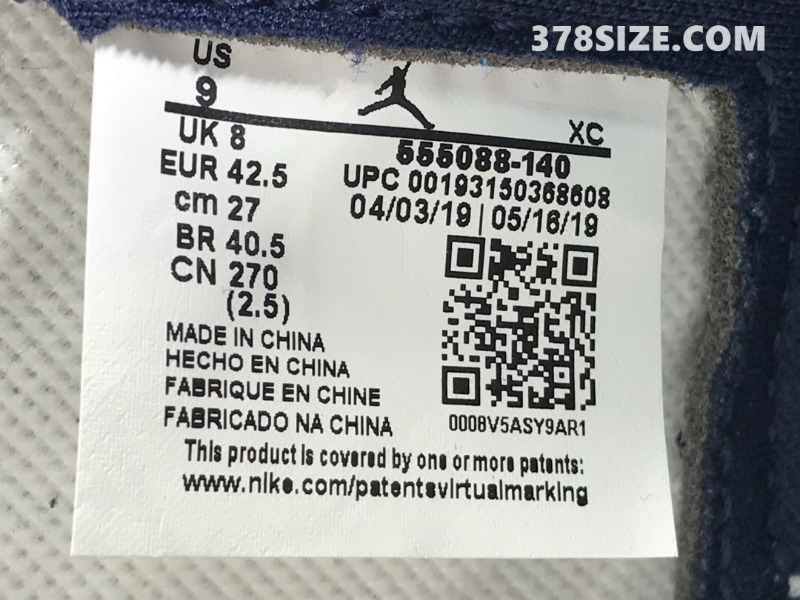 378SIZE.COM
US
9
XC
UK 8
555088-140
EUR 42.5
UPC 00193150368608
cm 27
04/03/19 | 05/16/19
BR 40.5
CN 270
(2.5)
MADE IN CHINA
HECHO EN CHINA
FABRIQUE EN CHINE
FABRICADO NA CHINA
0008V5ASY9AR1
This product is covered by one or more patents:
www.nike.com/patentsvirtualmarking